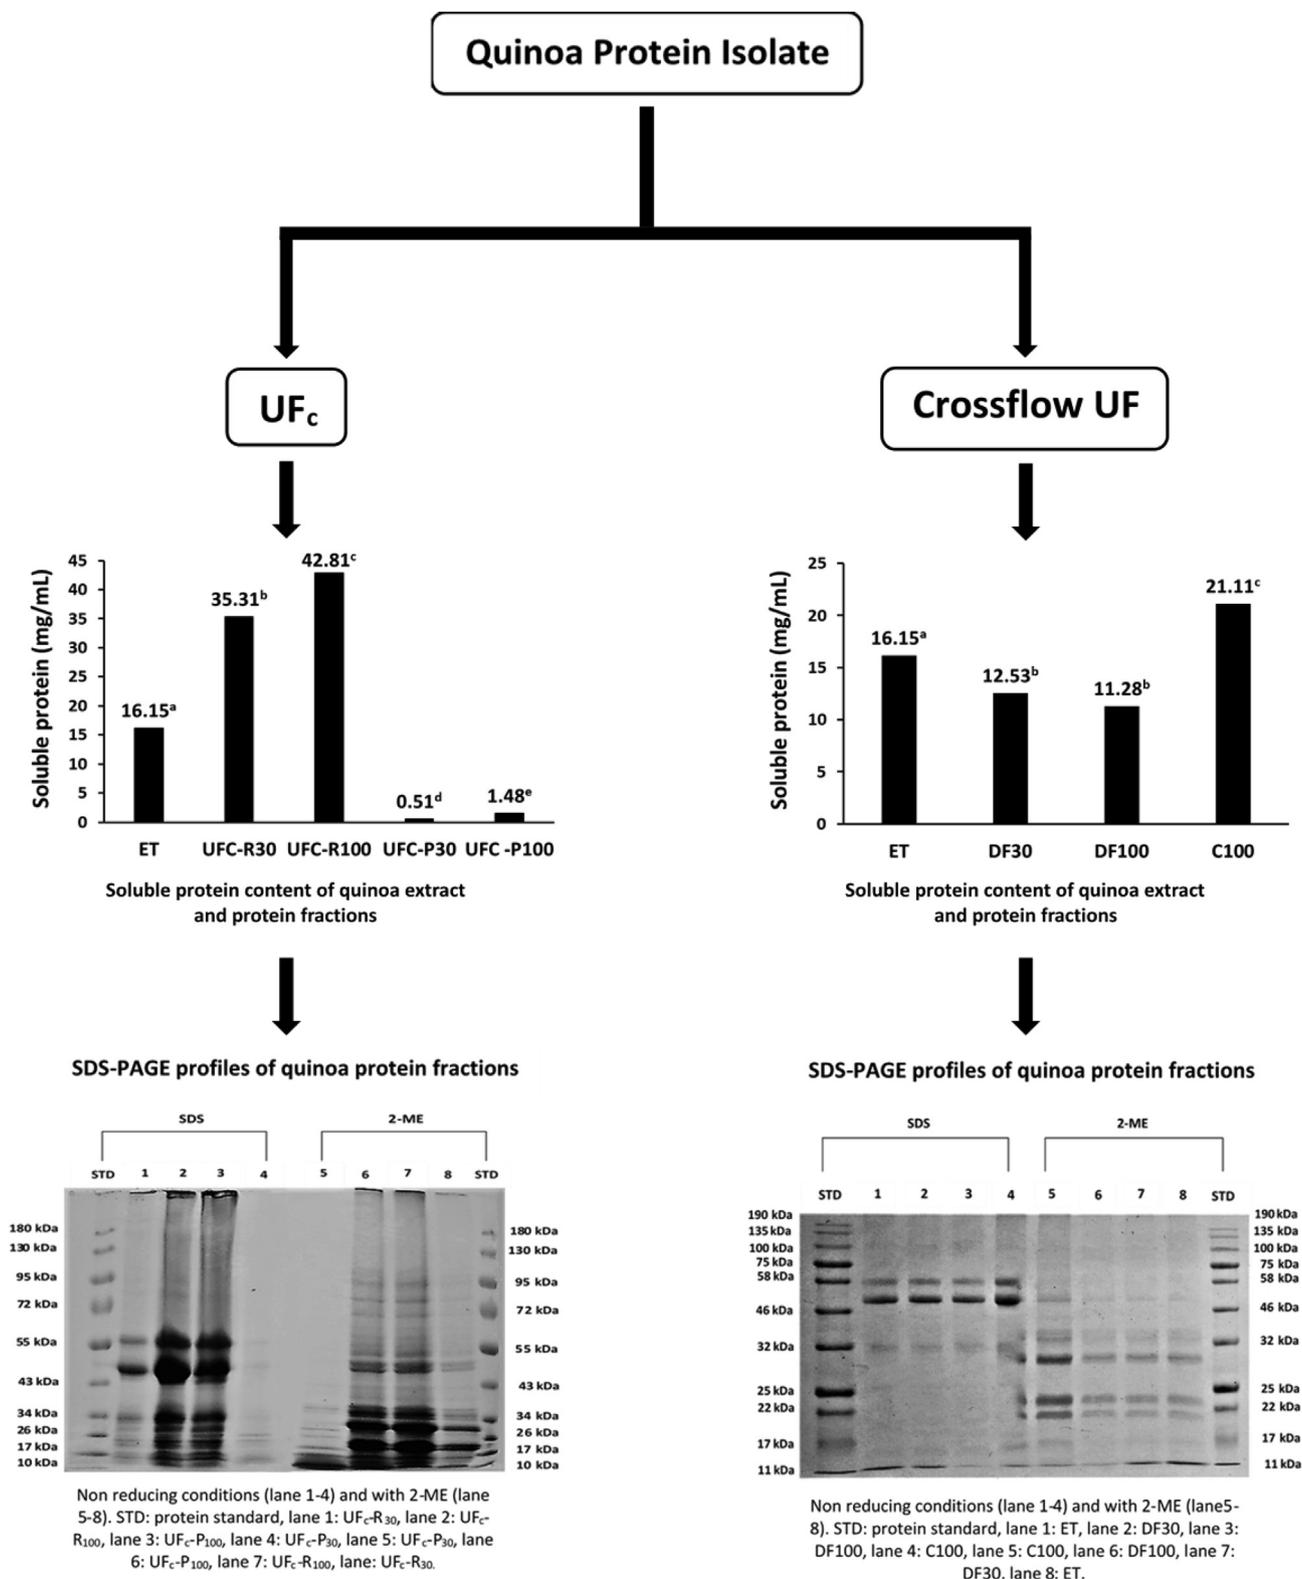 Quinoa Protein Isolate
UFc
Crossflow UF
Soluble protein (mg/mL)
45
40
35
30
25
20
15
10
5
0
16.15a
35.31b
42.81c
0.51d
1.48e
ET UFC-R30 UFC-R100 UFC-P30 UFC -P100
Soluble protein content of quinoa extract
and protein fractions
Soluble protein (mg/mL)
25
20
15
10
5
0
16.15a
12.53b
11.28b
21.11c
ET DF30 DF100 C100
Soluble protein content of quinoa extract
and protein fractions
SDS-PAGE profiles of quinoa protein fractions
SDS 2-ME
STD 1 2 3 4 5 6 7 8 STD
180 kDa
130 kDa
95 kDa
72 kDa
55 kDa
43 kDa
34 kDa
26 kDa
17 kDa
10 kDa
180 kDa
130 kDa
95 kDa
72 kDa
55 kDa
43 kDa
34 kDa
26 kDa
17 kDa
10 kDa
Non reducing conditions (lane 1-4) and with 2-ME (lane
5-8). STD: protein standard, lane 1: UFc-R30, lane 2: UFc-
R100, lane 3: UFc-P100, lane 4: UFc-P30, lane 5: UFc-P30, lane
6: UFc-P100, lane 7: UFc-R100, lane: UFc-R30.
SDS-PAGE profiles of quinoa protein fractions
SDS 2-ME
STD 1 2 3 4 5 6 7 8 STD
190 kDa
135 kDa
100 kDa
75 kDa
58 kDa
46 kDa
32 kDa
25 kDa
22 kDa
17 kDa
11 kDa
190 kDa
135 kDa
100 kDa
75 kDa
58 kDa
46 kDa
32 kDa
25 kDa
22 kDa
17 kDa
11 kDa
Non reducing conditions (lane 1-4) and with 2-ME (lane5-
8). STD: protein standard, lane 1: ET, lane 2: DF30, lane 3:
DF100, lane 4: C100, lane 5: C100, lane 6: DF100, lane 7:
DF30, lane 8: ET.